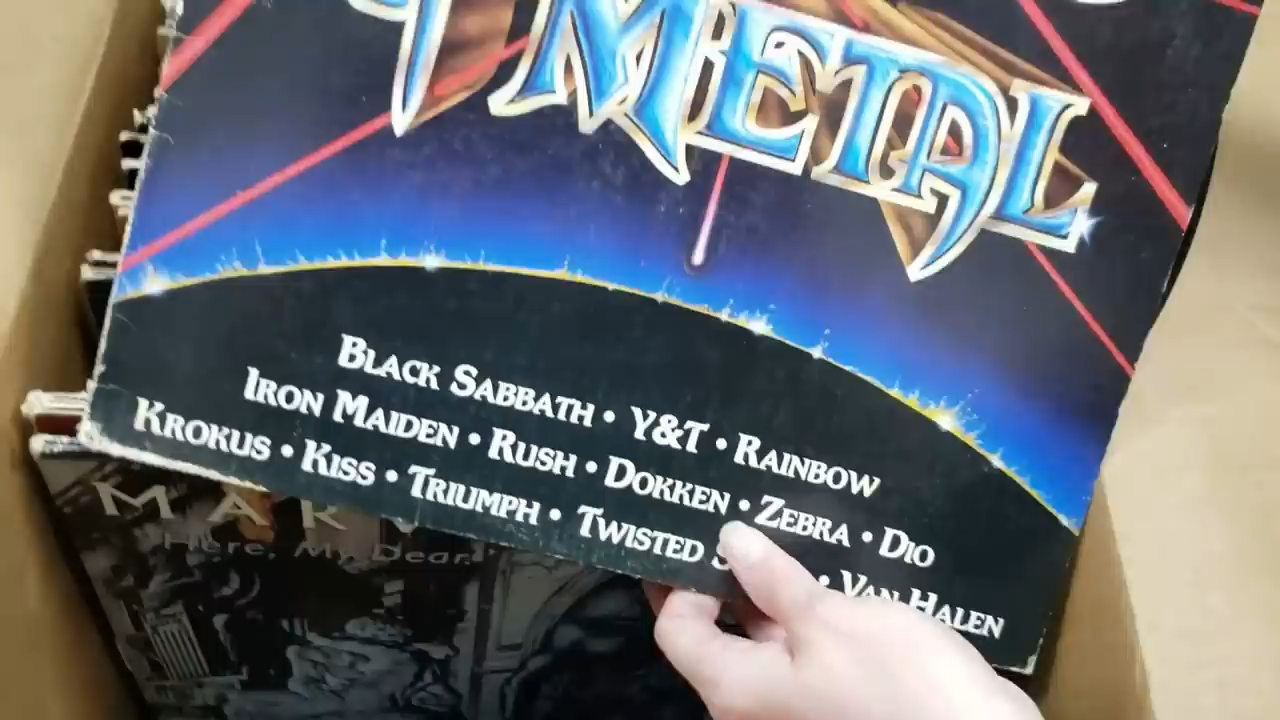 METAL
BLACK SABBATH • Y&T • RAINBOW
IRON MAIDEN • RUSH • DOKKEN • ZEBRA • DIO
KROKUS • KISS • TRIUMPH • TWISTED • VAN HALEN
MAR
Here, My Dear.